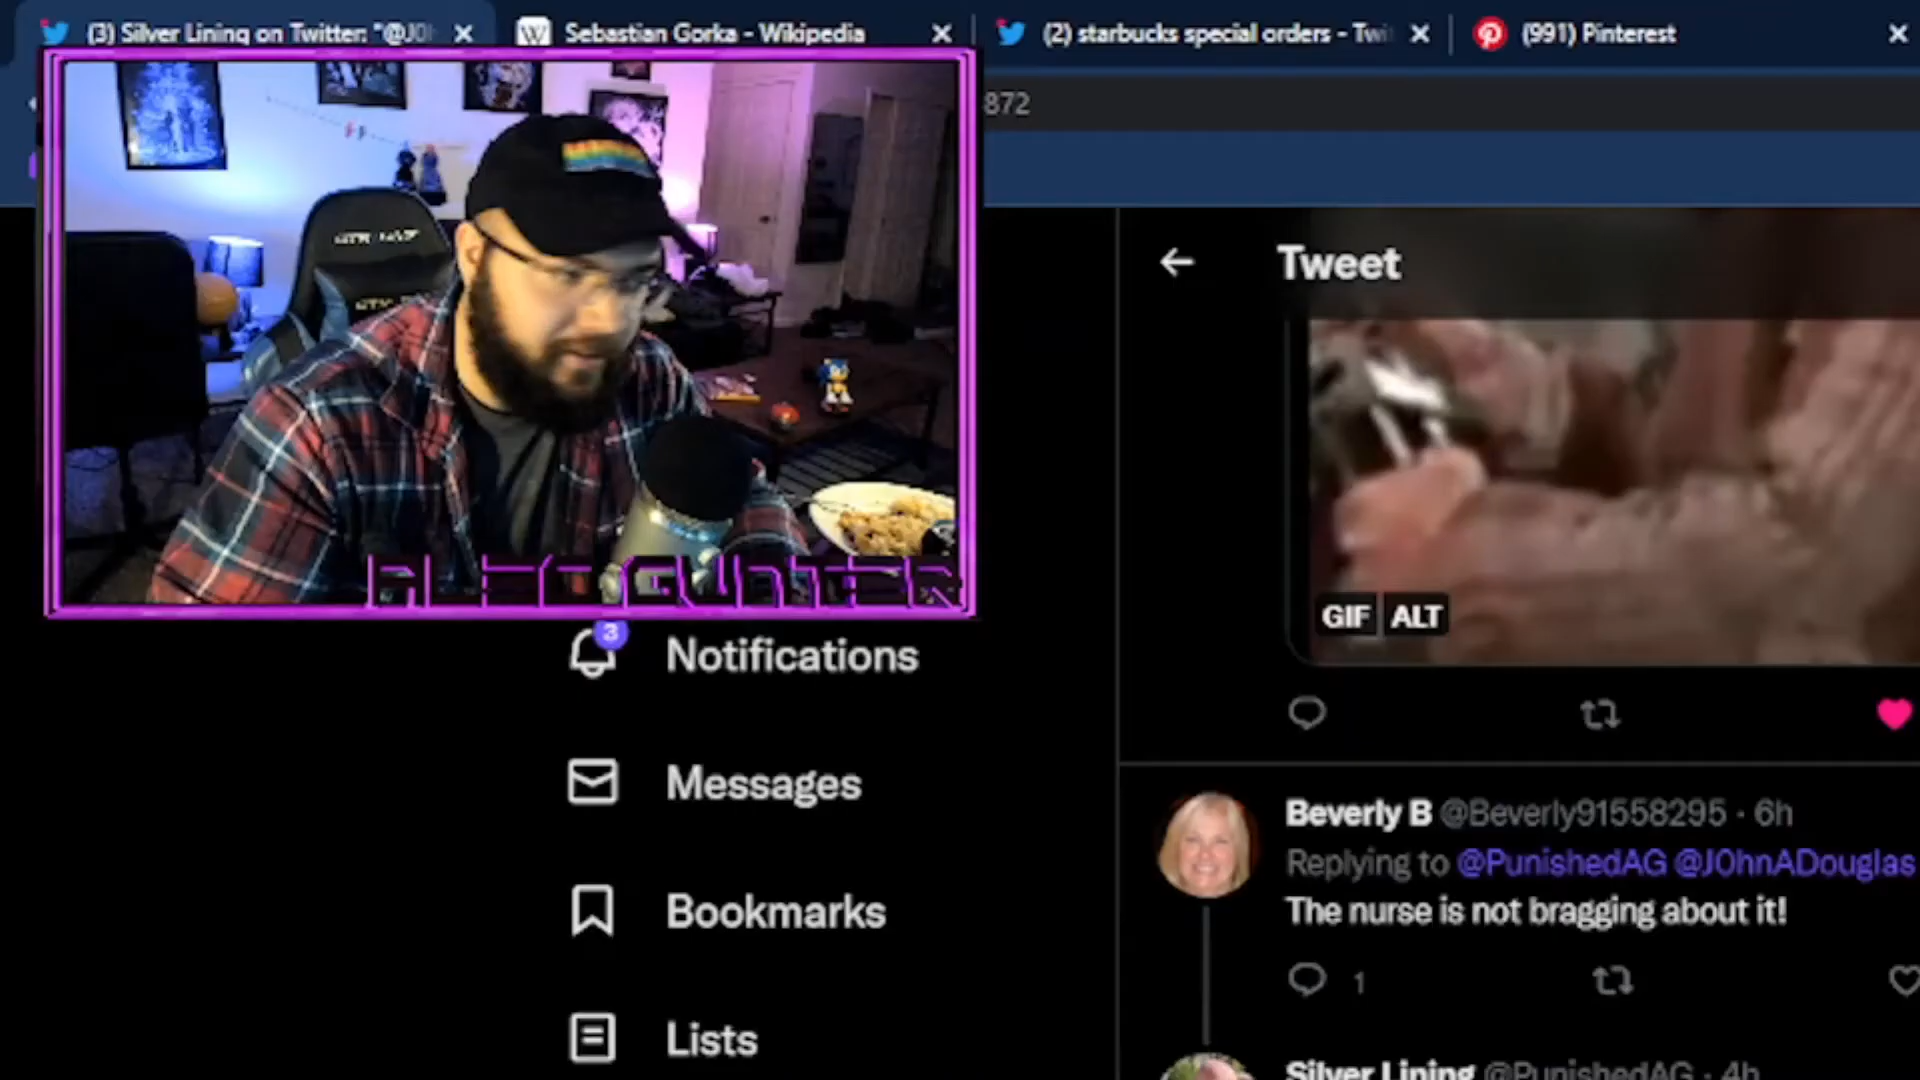 (3) Silver Lining on Twitter: "@J0h
W
Sebastian Gorka - Wikipedia
(2) starbucks special orders - Twi
(991) Pinterest
872
Tweet
GIF
ALT
ALEC GUNTER
3
Notifications
Messages
Bookmarks
Lists
Beverly B @Beverly91558295 · 6h
Replying to @PunishedAG @J0hnADouglas
The nurse is not bragging about it!
1
Silver Lining @PunishedAG · 4h